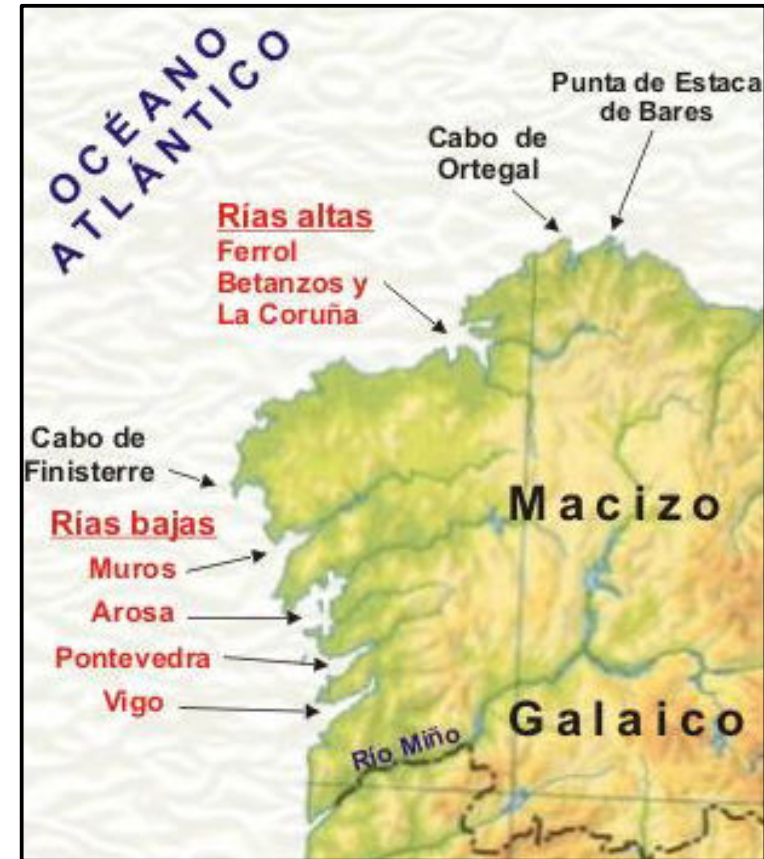 OCÉANO
ATLÁNTICO
Punta de Estaca
de Bares
Cabo de
Ortegal
Rías altas
Ferrol
Betanzos y
La Coruña
Cabo de
Finisterre
Rías bajas
Muros
Arosa
Pontevedra
Vigo
Macizo
Galaico
Río Miño